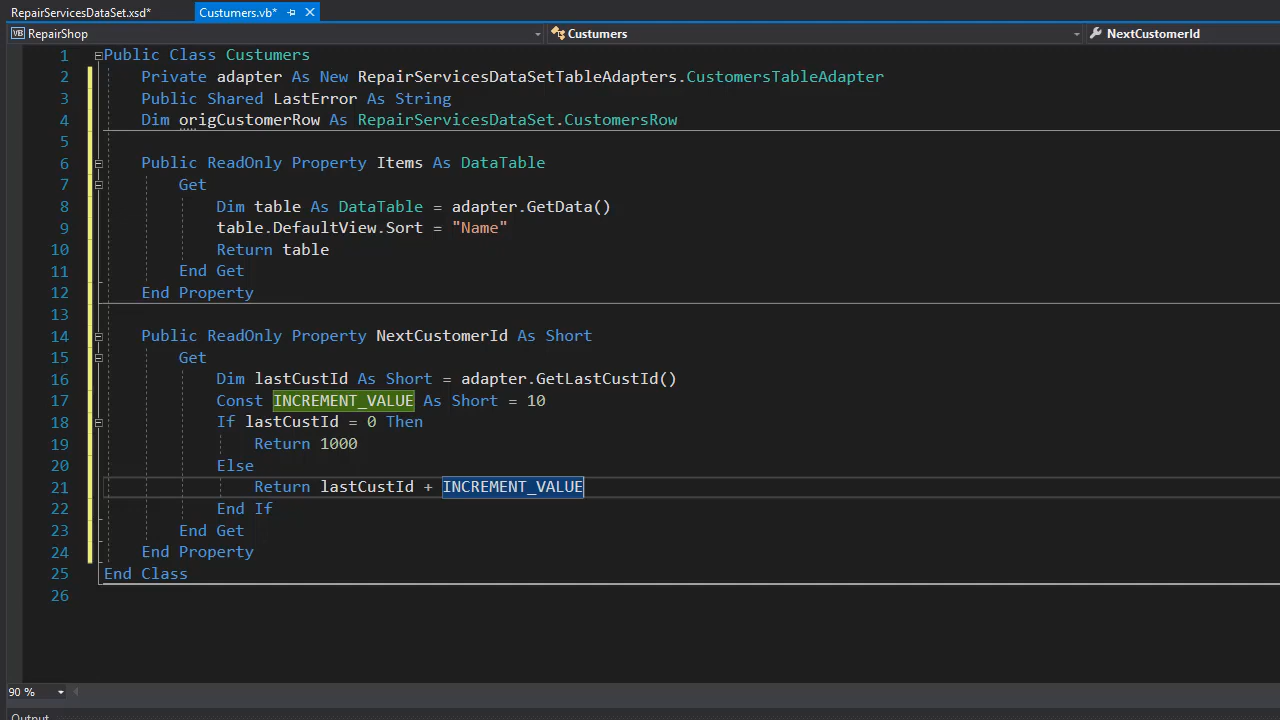 RepairServicesDataSet.xsd* Custumers.vb*
VB RepairShop Custumers NextCustomerId
1 Public Class Custumers
2 Private adapter As New RepairServicesDataSetTableAdapters.CustomersTableAdapter
3 Public Shared LastError As String
4 Dim origCustomerRow As RepairServicesDataSet.CustomersRow
5
6 Public ReadOnly Property Items As DataTable
7 Get
8 Dim table As DataTable = adapter.GetData()
9 table.DefaultView.Sort = "Name"
10 Return table
11 End Get
12 End Property
13
14 Public ReadOnly Property NextCustomerId As Short
15 Get
16 Dim lastCustId As Short = adapter.GetLastCustId()
17 Const INCREMENT_VALUE As Short = 10
18 If lastCustId = 0 Then
19 Return 1000
20 Else
21 Return lastCustId + INCREMENT_VALUE
22 End If
23 End Get
24 End Property
25 End Class
26
90 %
Output